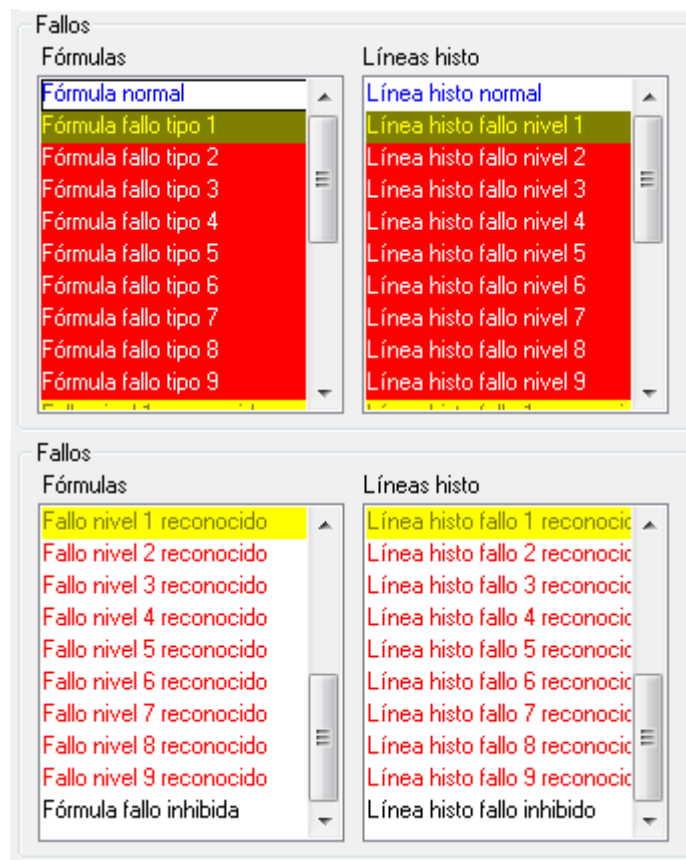 Fallos
Fórmulas
Fórmula normal
Fórmula fallo tipo 1
Fórmula fallo tipo 2
Fórmula fallo tipo 3
Fórmula fallo tipo 4
Fórmula fallo tipo 5
Fórmula fallo tipo 6
Fórmula fallo tipo 7
Fórmula fallo tipo 8
Fórmula fallo tipo 9
Líneas histo
Línea histo normal
Línea histo fallo nivel 1
Línea histo fallo nivel 2
Línea histo fallo nivel 3
Línea histo fallo nivel 4
Línea histo fallo nivel 5
Línea histo fallo nivel 6
Línea histo fallo nivel 7
Línea histo fallo nivel 8
Línea histo fallo nivel 9
Fallos
Fórmulas
Fallo nivel 1 reconocido
Fallo nivel 2 reconocido
Fallo nivel 3 reconocido
Fallo nivel 4 reconocido
Fallo nivel 5 reconocido
Fallo nivel 6 reconocido
Fallo nivel 7 reconocido
Fallo nivel 8 reconocido
Fallo nivel 9 reconocido
Fórmula fallo inhibida
Líneas histo
Línea histo fallo 1 reconocic
Línea histo fallo 2 reconocic
Línea histo fallo 3 reconocic
Línea histo fallo 4 reconocic
Línea histo fallo 5 reconocic
Línea histo fallo 6 reconocic
Línea histo fallo 7 reconocic
Línea histo fallo 8 reconocic
Línea histo fallo 9 reconocic
Línea histo fallo inhibido